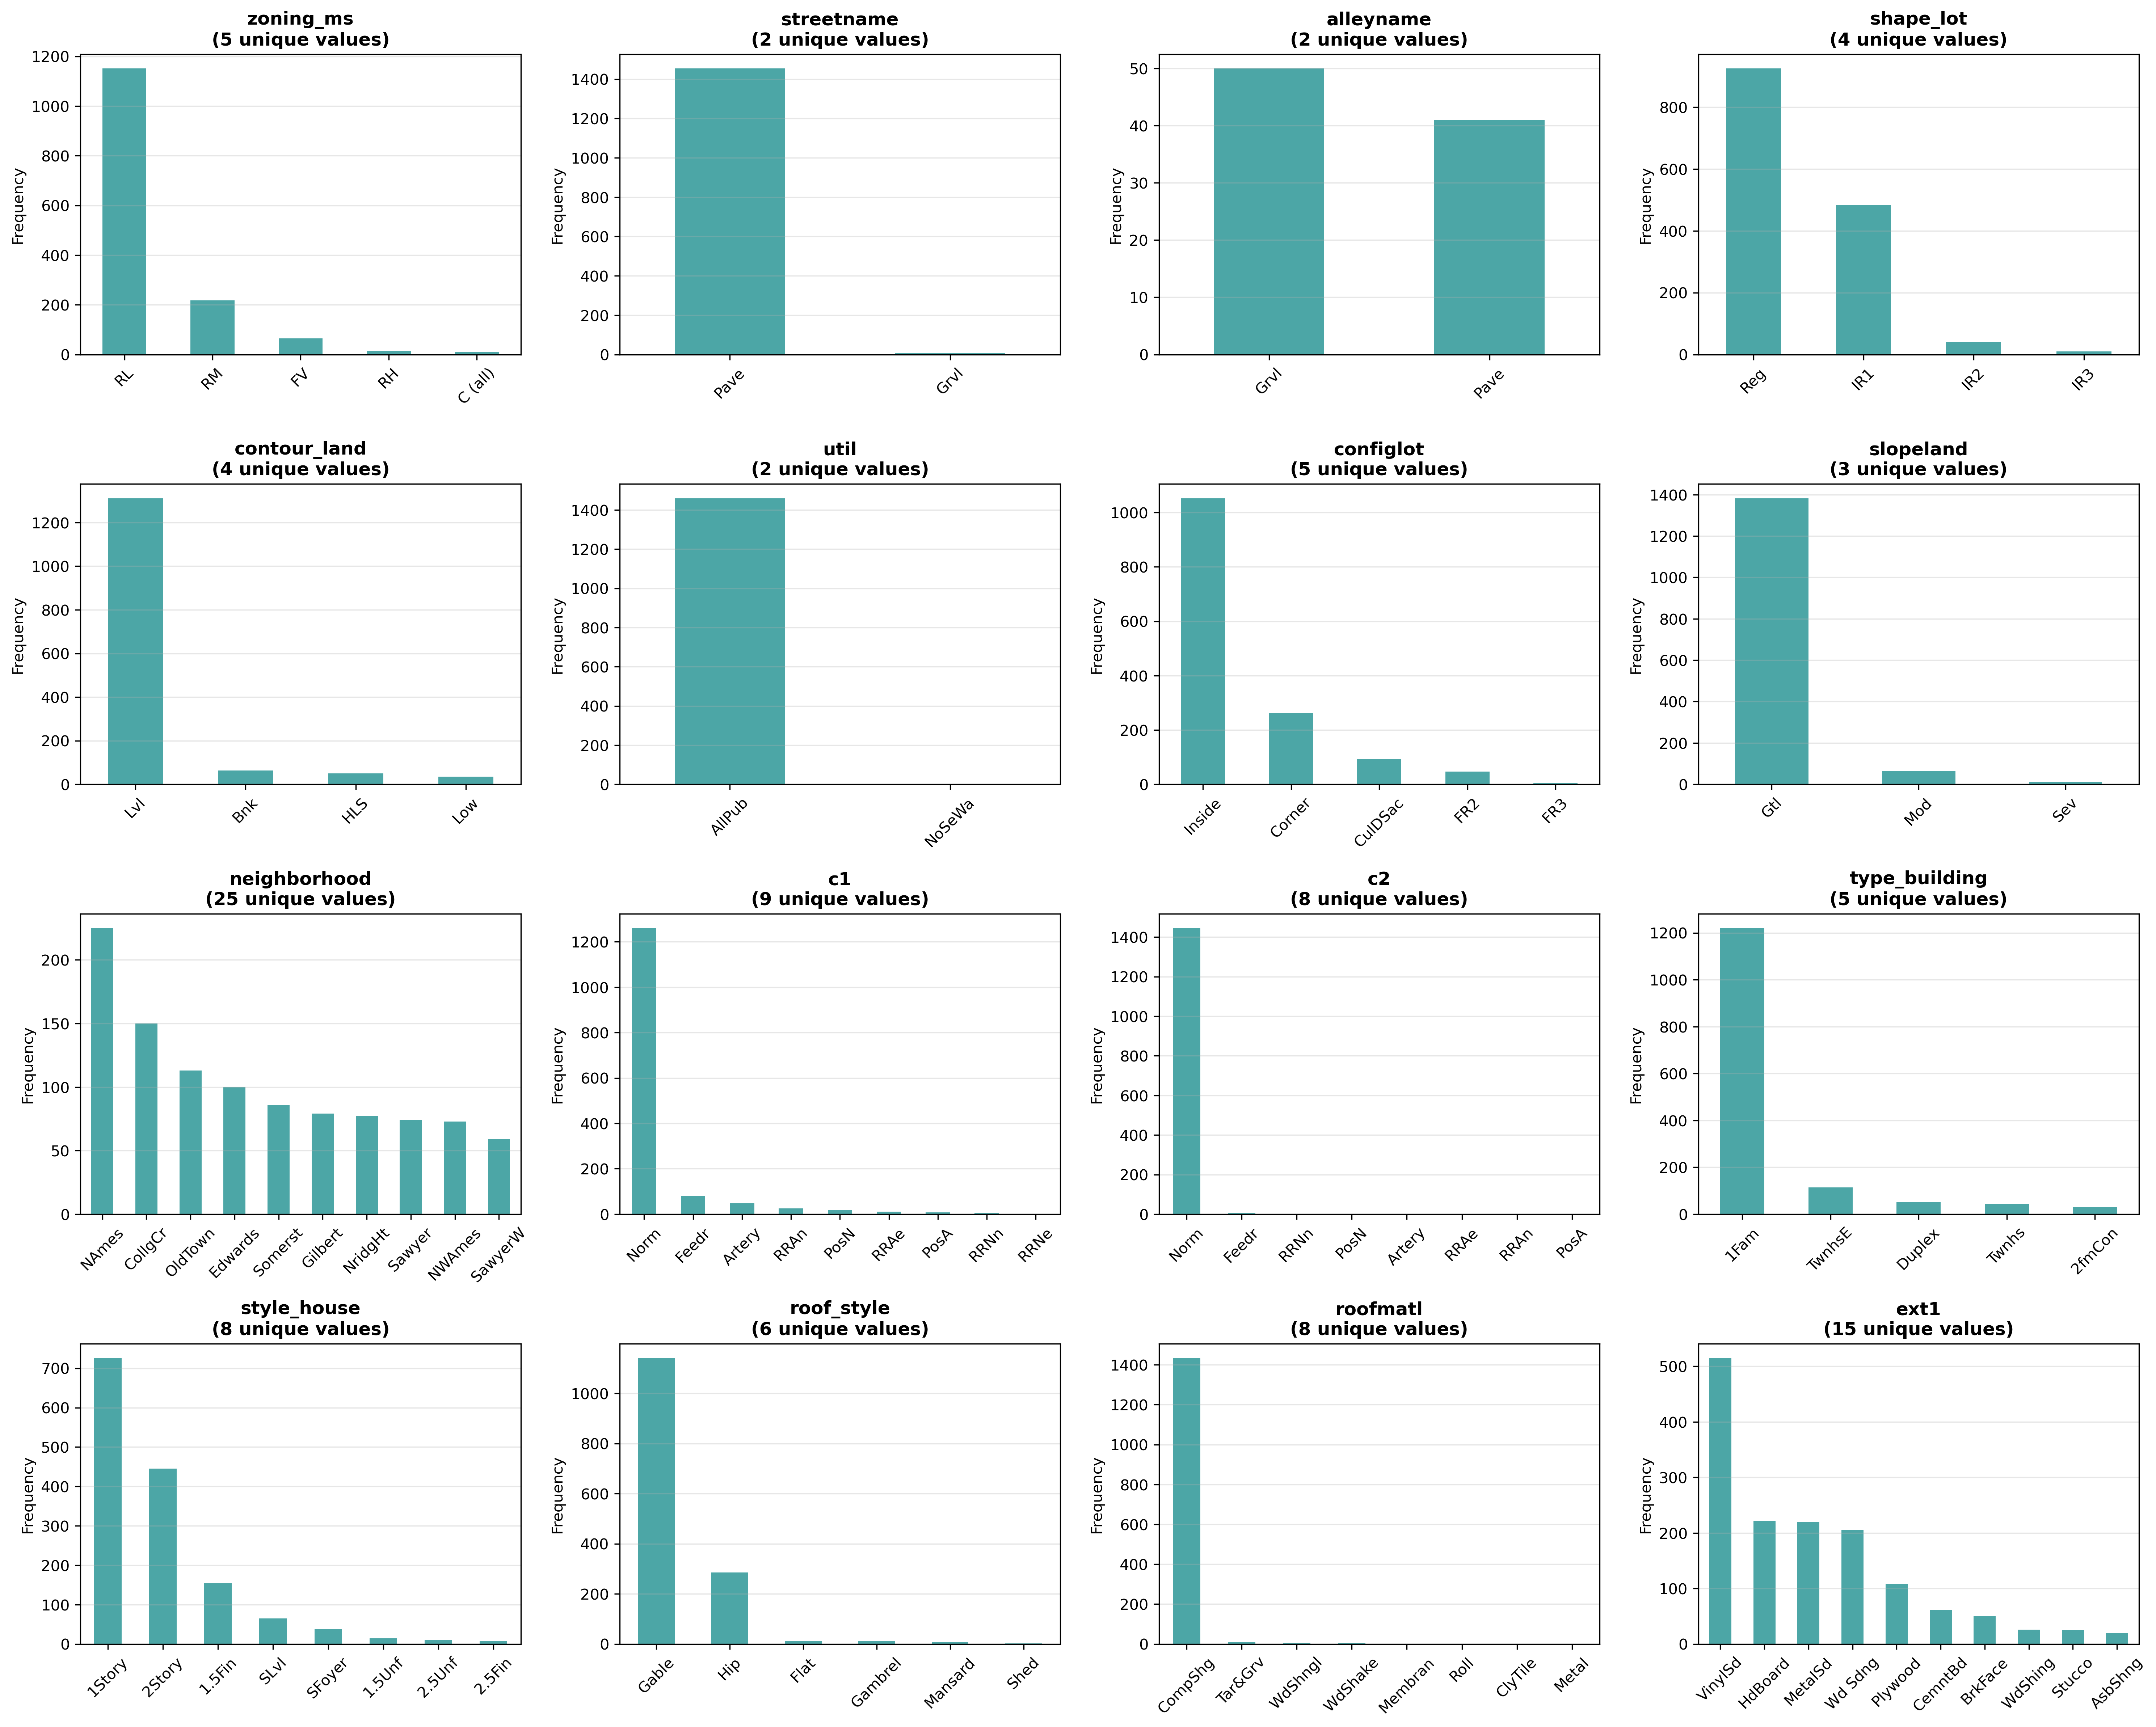 zoning_ms
(5 unique values)
Frequency
1200
1000
800
600
400
200
0
RL
RM
FV
RH
C (all)
streetname
(2 unique values)
Frequency
1400
1200
1000
800
600
400
200
0
Pave
Grvl
alleyname
(2 unique values)
Frequency
50
40
30
20
10
0
Grvl
Pave
shape_lot
(4 unique values)
Frequency
800
600
400
200
0
Reg
IR1
IR2
IR3
contour_land
(4 unique values)
Frequency
1200
1000
800
600
400
200
0
Lvl
Bnk
HLS
Low
util
(2 unique values)
Frequency
1400
1200
1000
800
600
400
200
0
AllPub
NoSeWa
configlot
(5 unique values)
Frequency
1000
800
600
400
200
0
Inside
Corner
CulDSac
FR2
FR3
slopeland
(3 unique values)
Frequency
1400
1200
1000
800
600
400
200
0
Gtl
Mod
Sev
neighborhood
(25 unique values)
Frequency
200
150
100
50
0
NAmes
CollgCr
OldTown
Edwards
Somerst
Gilbert
NridgHt
Sawyer
NWAmes
SawyerW
c1
(9 unique values)
Frequency
1200
1000
800
600
400
200
0
Norm
Feedr
Artery
RRAn
PosN
RRAe
PosA
RRNn
RRNe
c2
(8 unique values)
Frequency
1400
1200
1000
800
600
400
200
0
Norm
Feedr
RRNn
PosN
Artery
RRAe
RRAn
PosA
type_building
(5 unique values)
Frequency
1200
1000
800
600
400
200
0
1Fam
TwnhsE
Duplex
Twnhs
2fmCon
style_house
(8 unique values)
Frequency
700
600
500
400
300
200
100
0
1Story
2Story
1.5Fin
SLvl
SFoyer
1.5Unf
2.5Unf
2.5Fin
roof_style
(6 unique values)
Frequency
1000
800
600
400
200
0
Gable
Hip
Flat
Gambrel
Mansard
Shed
roofmatl
(8 unique values)
Frequency
1400
1200
1000
800
600
400
200
0
CompShg
Tar&Grv
WdShngl
WdShake
Membran
Roll
ClyTile
Metal
ext1
(15 unique values)
Frequency
500
400
300
200
100
0
VinylSd
HdBoard
MetalSd
Wd Sdng
Plywood
CemntBd
BrkFace
WdShing
Stucco
AsbShng